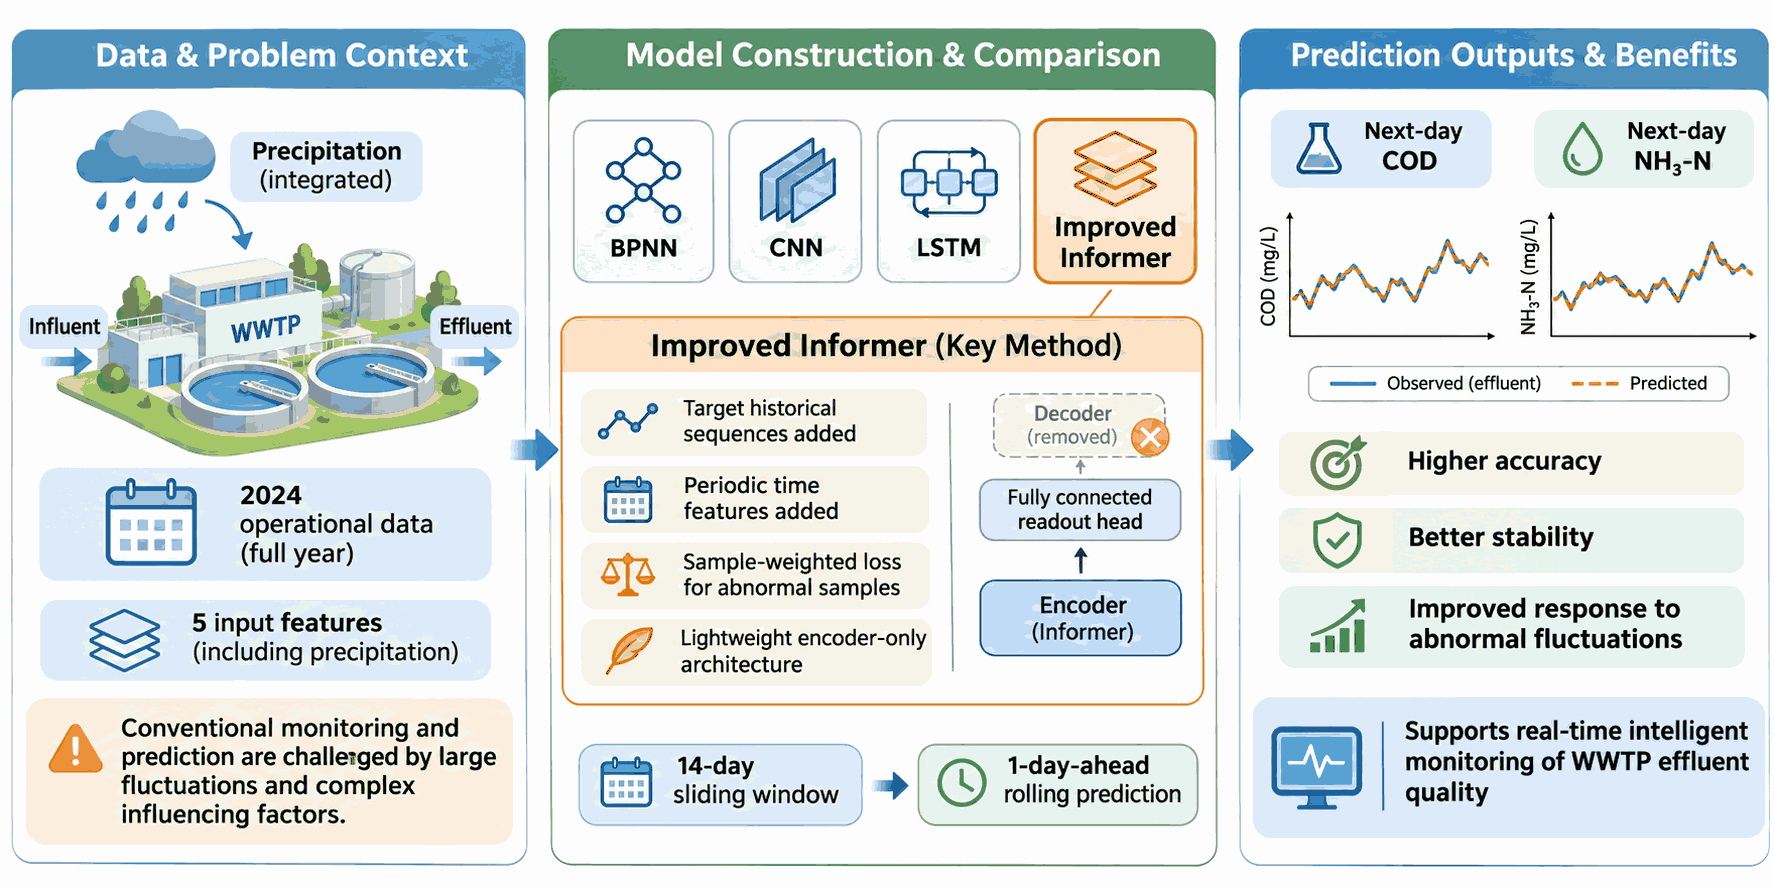 Data & Problem Context
Precipitation
(integrated)
Influent
WWTP
Effluent
2024
operational data
(full year)
5 input features
(including precipitation)
Conventional monitoring and
prediction are challenged by large
fluctuations and complex
influencing factors.
Model Construction & Comparison
BPNN
CNN
LSTM
Improved
Informer
Improved Informer (Key Method)
Target historical
sequences added
Periodic time
features added
Sample-weighted loss
for abnormal samples
Lightweight encoder-only
architecture
Decoder
(removed)
Fully connected
readout head
Encoder
(Informer)
14-day
sliding window
1-day-ahead
rolling prediction
Prediction Outputs & Benefits
Next-day
COD
Next-day
NH₃-N
COD (mg/L)
NH₃-N (mg/L)
Observed (effluent)
Predicted
Higher accuracy
Better stability
Improved response to
abnormal fluctuations
Supports real-time intelligent
monitoring of WWTP effluent
quality